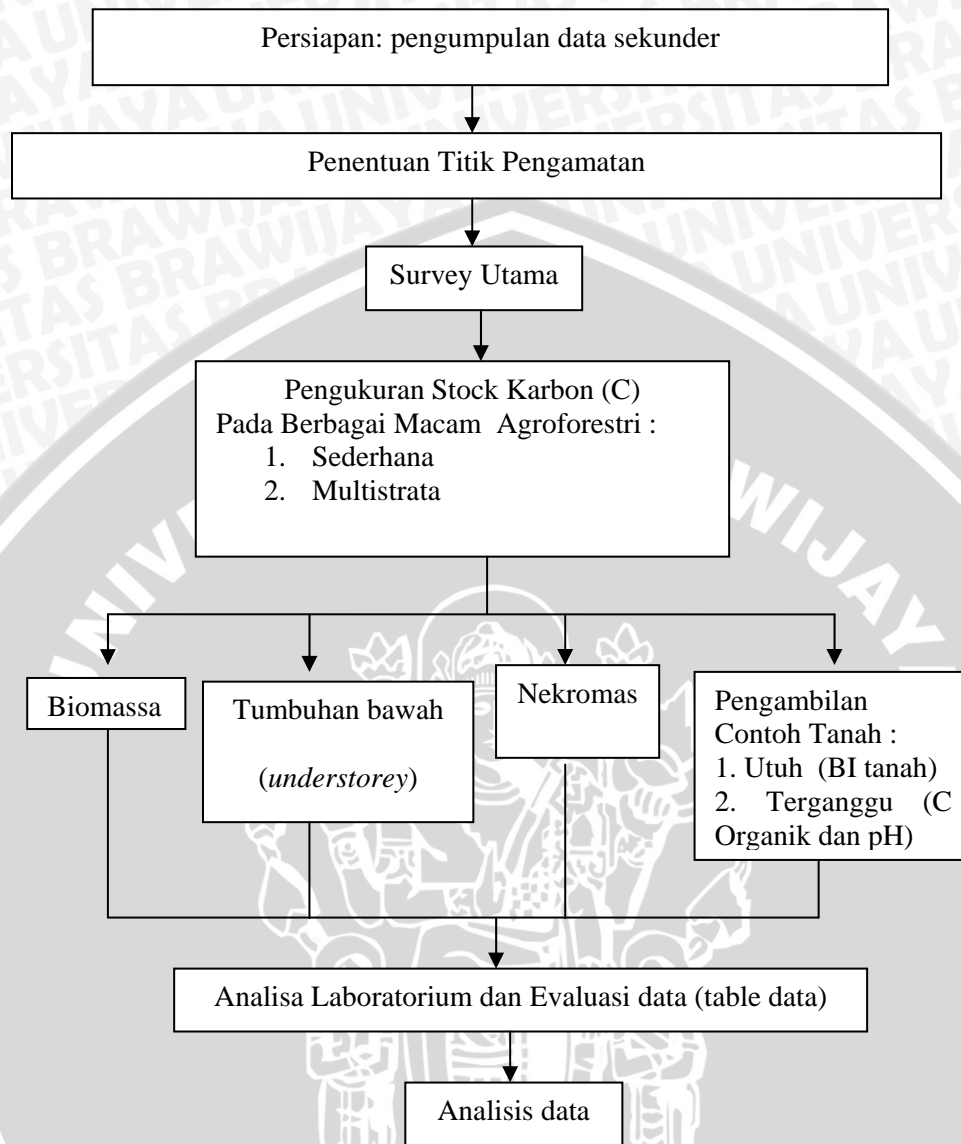 Persiapan: pengumpulan data sekunder
Penentuan Titik Pengamatan
Survey Utama
Pengukuran Stock Karbon (C)
Pada Berbagai Macam Agroforestri :
1. Sederhana
2. Multistrata
Biomassa
Tumbuhan bawah
(understorey)
Nekromas
Pengambilan
Contoh Tanah :
1. Utuh (BI tanah)
2. Terganggu (C
Organik dan pH)
Analisa Laboratorium dan Evaluasi data (table data)
Analisis data